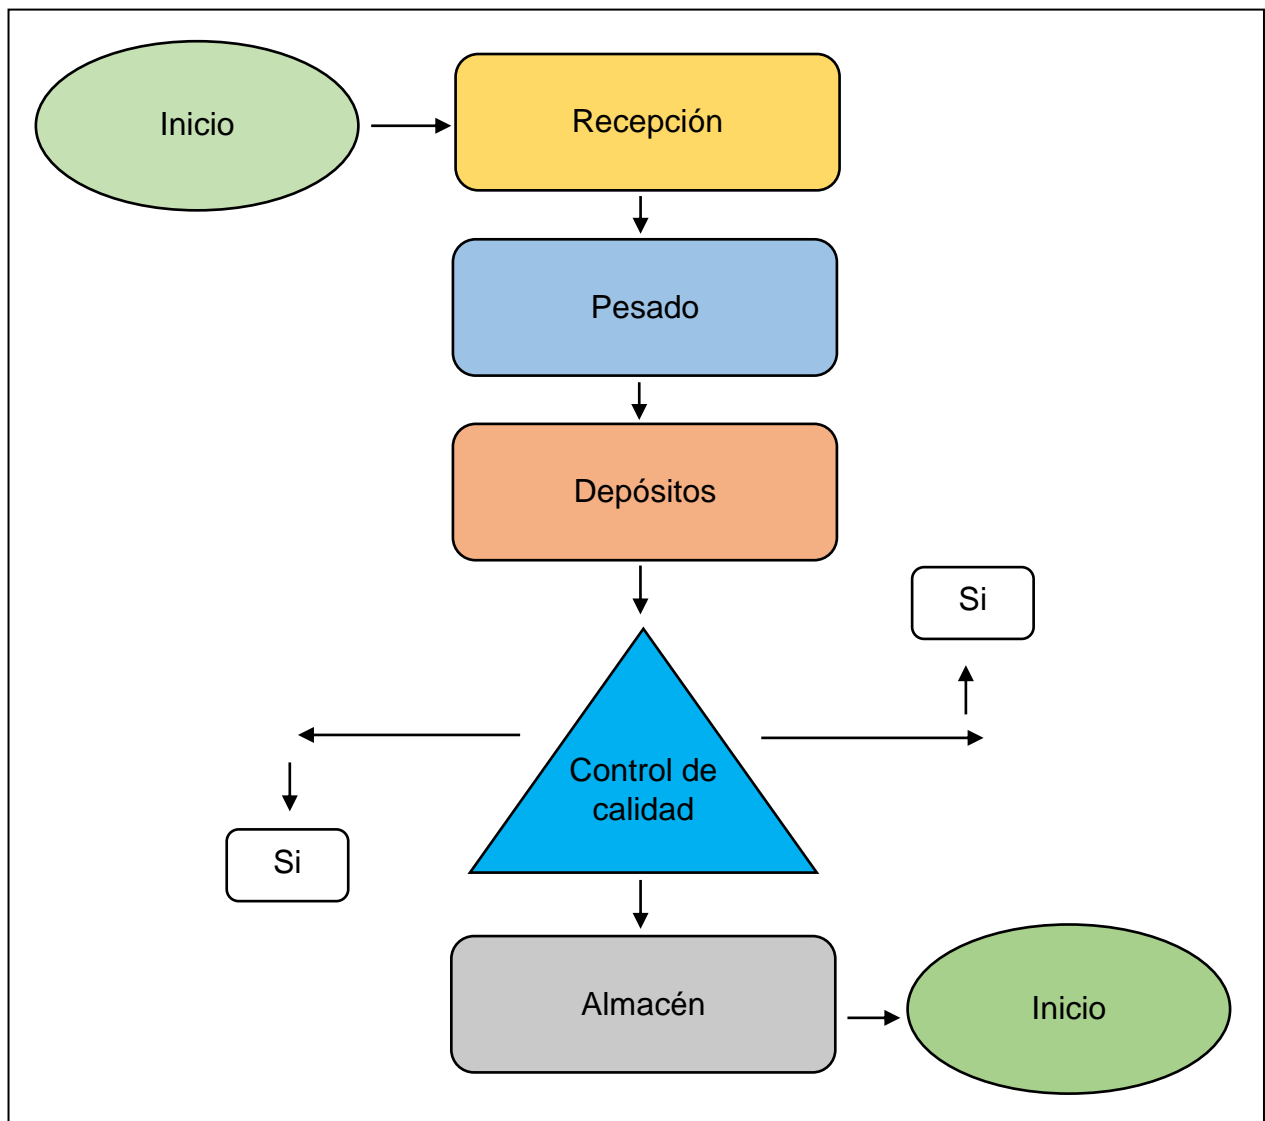 Inicio
Recepción
Pesado
Depósitos
Si
Control de
calidad
Si
Almacén
Inicio